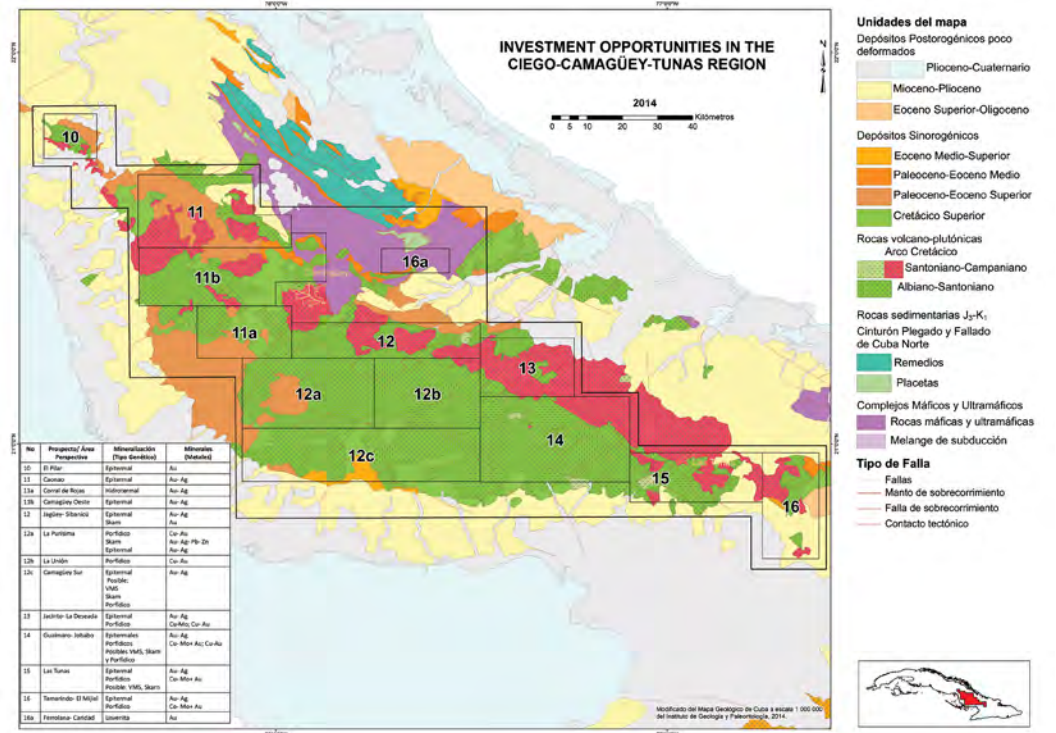 INVESTMENT OPPORTUNITIES IN THE
CIEGO-CAMAGÜEY-TUNAS REGION
2014
0 5 10 20 30 40 Kilómetros
N
10
11
11b
11a
12
12a
12b
12c
13
14
15
16
16a
No Prospecto/ Área Perspectiva Mineralización (Tipo Genético) Minerales (Metales)
10 El Pilar Epitermal Au
11 Caonao Epitermal Au- Ag
11a Corral de Rojas Hidrotermal Au- Ag
Camagüey Oeste Epitermal Au- Ag
12 Jagüey- Sibanicú Epitermal Au- Ag
Skarn Au
12a La Purísima Porfídico Cu- Au
Skarn Au- Ag- Pb- Zn
Epitermal Au- Ag
12b La Unión Porfídico Cu- Au
12c Camagüey Sur Epitermal Au- Ag
Posible:
VMS
Skarn
Porfídico
13 Jacinto- La Deseada Epitermal Au- Ag
Porfídico Cu-Mo; Cu- Au
14 Guáimaro- Jobabo Epitermales Au- Ag
Porfídicos Cu- Mo+ Au; Cu-Au
Posibles VMS, Skarn
y Porfídico
15 Las Tunas Epitermal Au- Ag
Porfídico Cu- Mo+ Au
Posible: VMS, Skarn
16 Tamarindo- El Mijial Epitermal Au- Ag
Porfídico Cu- Mo+ Au
16a Ferrolana- Caridad Au
Modificado del Mapa Geológico de Cuba a escala 1 000 000
del Instituto de Geología y Paleontología, 2014.
Unidades del mapa
Depósitos Postorogénicos poco
deformados
Plioceno-Cuaternario
Mioceno-Plioceno
Eoceno Superior-Oligoceno
Depósitos Sinorogénicos
Eoceno Medio-Superior
Paleoceno-Eoceno Medio
Paleoceno-Eoceno Superior
Cretácico Superior
Rocas volcano-plutónicas
Arco Cretácico
Santoniano-Campaniano
Albiano-Santoniano
Rocas sedimentarias J₃-K₁
Cinturón Plegado y Fallado
de Cuba Norte
Remedios
Placetas
Complejos Máficos y Ultramáficos
Rocas máficas y ultramáficas
Melange de subducción
Tipo de Falla
Fallas
Manto de sobrecorrimiento
Falla de sobrecorrimiento
Contacto tectónico